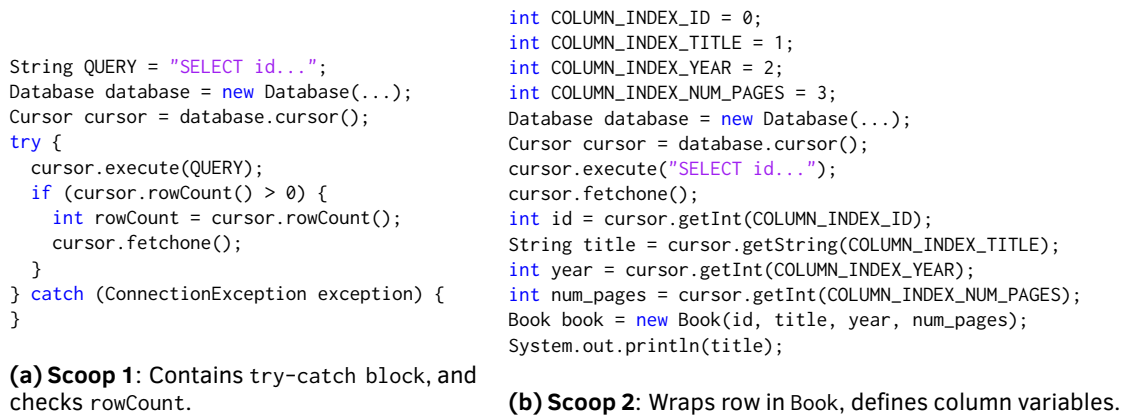 String QUERY = "SELECT id...";
Database database = new Database(...);
Cursor cursor = database.cursor();
try {
  cursor.execute(QUERY);
  if (cursor.rowCount() > 0) {
    int rowCount = cursor.rowCount();
    cursor.fetchone();
  }
} catch (ConnectionException exception) {
}
(a) Scoop 1: Contains try-catch block, and
checks rowCount.
int COLUMN_INDEX_ID = 0;
int COLUMN_INDEX_TITLE = 1;
int COLUMN_INDEX_YEAR = 2;
int COLUMN_INDEX_NUM_PAGES = 3;
Database database = new Database(...);
Cursor cursor = database.cursor();
cursor.execute("SELECT id...");
cursor.fetchone();
int id = cursor.getInt(COLUMN_INDEX_ID);
String title = cursor.getString(COLUMN_INDEX_TITLE);
int year = cursor.getInt(COLUMN_INDEX_YEAR);
int num_pages = cursor.getInt(COLUMN_INDEX_NUM_PAGES);
Book book = new Book(id, title, year, num_pages);
System.out.println(title);
(b) Scoop 2: Wraps row in Book, defines column variables.